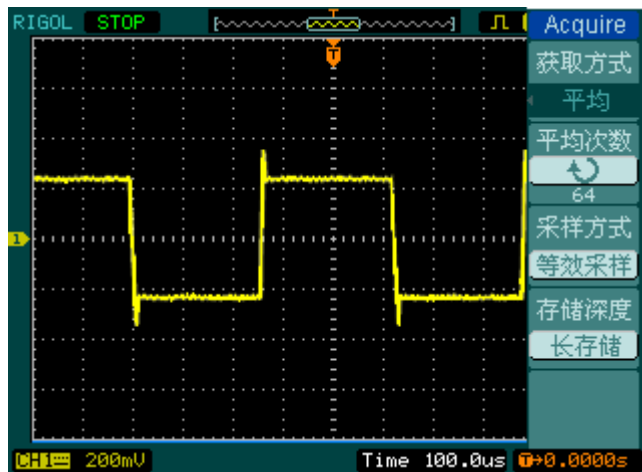 RIGOL STOP
T
1
CH1 200mV
Time 100.0us
T→0.0000s
Acquire
获取方式
平均
平均次数
64
采样方式
等效采样
存储深度
长存储